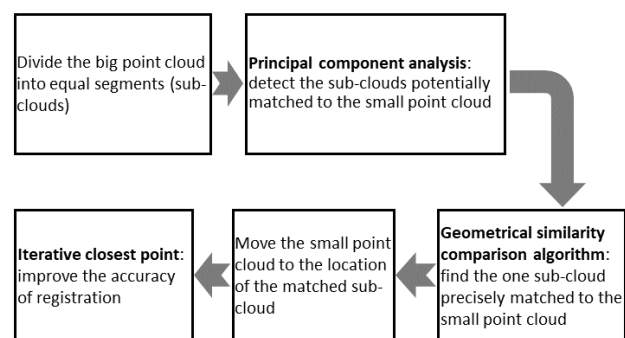 Divide the big point cloud
into equal segments (sub-
clouds)
Principal component analysis:
detect the sub-clouds potentially
matched to the small point cloud
Geometrical similarity
comparison algorithm:
find the one sub-cloud
precisely matched to the
small point cloud
Move the small point
cloud to the location
of the matched sub-
cloud
Iterative closest point:
improve the accuracy
of registration